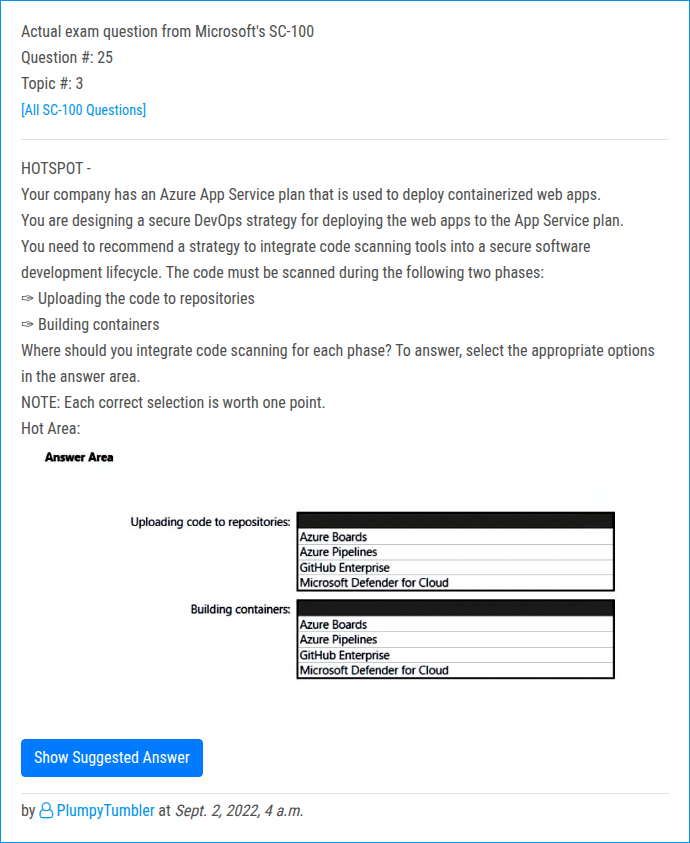 Actual exam question from Microsoft's SC-100
Question #: 25
Topic #: 3
[All SC-100 Questions]
HOTSPOT -
Your company has an Azure App Service plan that is used to deploy containerized web apps.
You are designing a secure DevOps strategy for deploying the web apps to the App Service plan.
You need to recommend a strategy to integrate code scanning tools into a secure software
development lifecycle. The code must be scanned during the following two phases:
✑ Uploading the code to repositories
✑ Building containers
Where should you integrate code scanning for each phase? To answer, select the appropriate options
in the answer area.
NOTE: Each correct selection is worth one point.
Hot Area:
Answer Area
Uploading code to repositories:
Azure Boards
Azure Pipelines
GitHub Enterprise
Microsoft Defender for Cloud
Building containers:
Azure Boards
Azure Pipelines
GitHub Enterprise
Microsoft Defender for Cloud
Show Suggested Answer
by PlumpyTumbler at Sept. 2, 2022, 4 a.m.